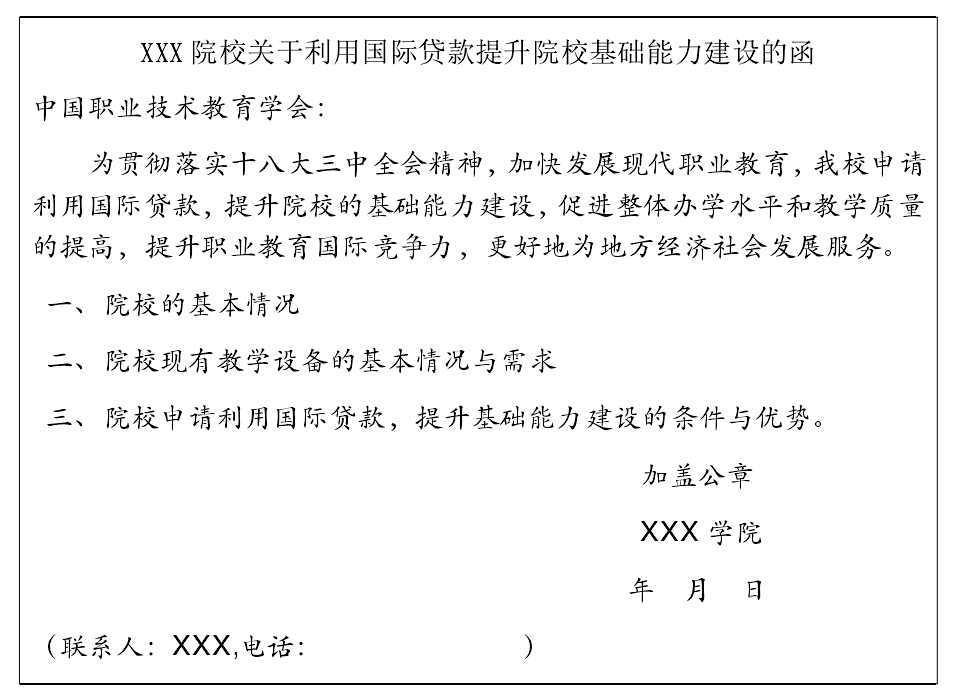 XXX 院校关于利用国际贷款提升院校基础能力建设的函
中国职业技术教育学会：
为贯彻落实十八大三中全会精神，加快发展现代职业教育，我校申请
利用国际贷款，提升院校的基础能力建设，促进整体办学水平和教学质量
的提高，提升职业教育国际竞争力，更好地为地方经济社会发展服务。
一、院校的基本情况
二、院校现有教学设备的基本情况与需求
三、院校申请利用国际贷款，提升基础能力建设的条件与优势。
加盖公章
XXX 学院
年 月 日
（联系人：XXX,电话： ）